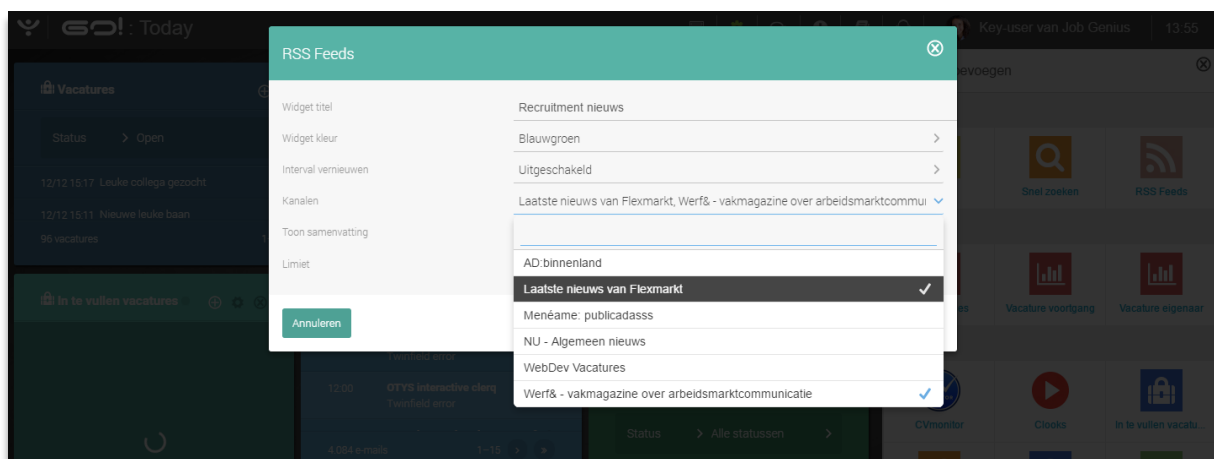 GO! : Today
Key-user van Job Genius
13:55
RSS Feeds
Widget titel
Recruitment nieuws
Widget kleur
Blauwgroen
Interval vernieuwen
Uitgeschakeld
Kanalen
Laatste nieuws van Flexmarkt, Werf& - vakmagazine over arbeidsmarktcommu
Toon samenvatting
Limiet
AD:binnenland
Laatste nieuws van Flexmarkt
Menéame: publicadasss
NU - Algemeen nieuws
WebDev Vacatures
Werf& - vakmagazine over arbeidsmarktcommunicatie
Annuleren
Vacatures
Status > Open
12/12 15:17 Leuke collega gezocht
12/12 15:11 Nieuwe leuke baan
96 vacatures
1
In te vullen vacatures
Twinfield error
12:00 OTYS interactive clerq
Twinfield error
4.084 e-mails
1–15
Status > Alle statussen >
evoegen
Snel zoeken
RSS Feeds
es
Vacature voortgang
Vacature eigenaar
CVmonitor
Clooks
In te vullen vacatu...